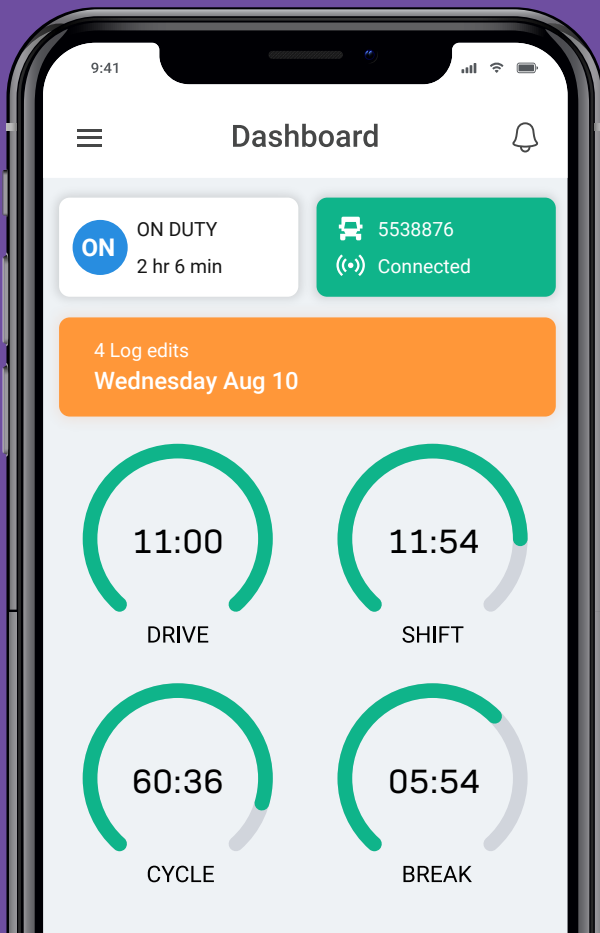 9:41
Dashboard
ON
ON DUTY
2 hr 6 min
5538876
Connected
4 Log edits
Wednesday Aug 10
11:00
DRIVE
11:54
SHIFT
60:36
CYCLE
05:54
BREAK